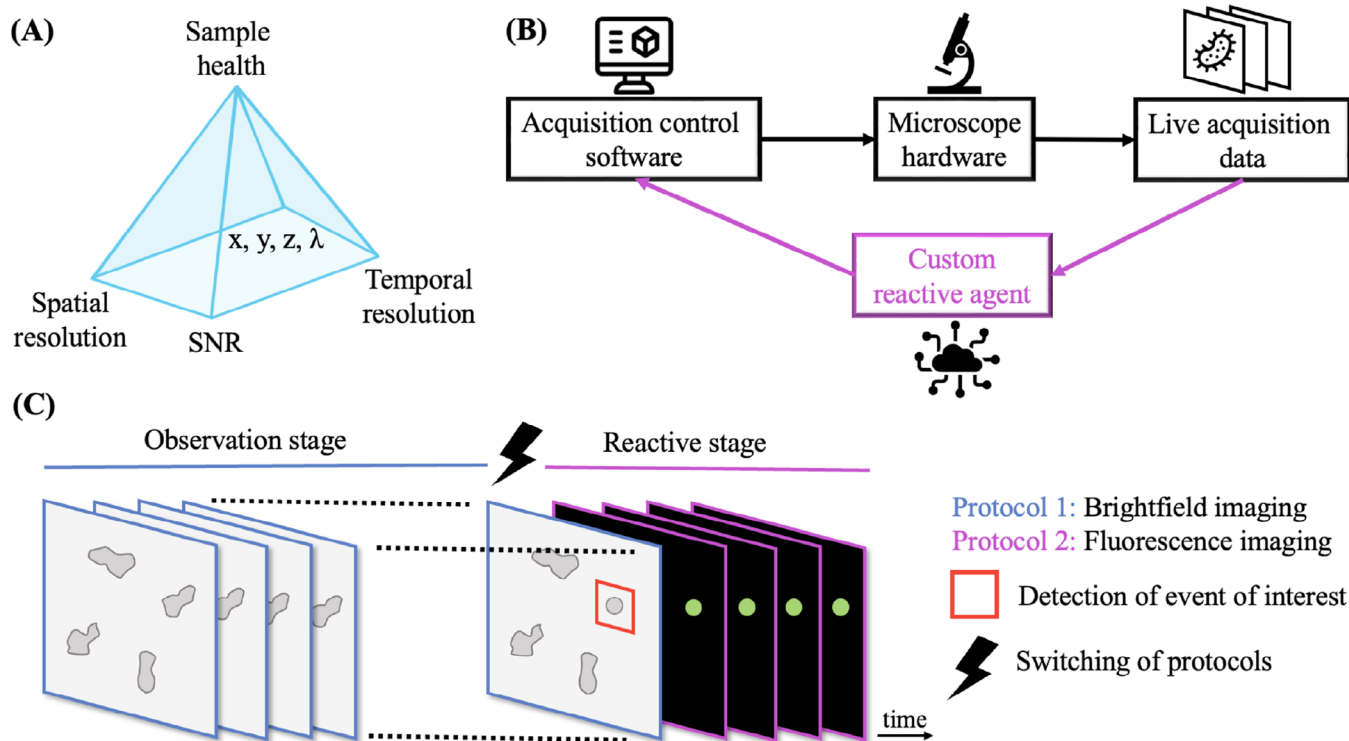 (A)
Sample
health
x, y, z, λ
Spatial
resolution
SNR
Temporal
resolution
(B)
Acquisition control
software
Microscope
hardware
Live acquisition
data
Custom
reactive agent
(C)
Observation stage
Reactive stage
Protocol 1: Brightfield imaging
Protocol 2: Fluorescence imaging
Detection of event of interest
Switching of protocols
time